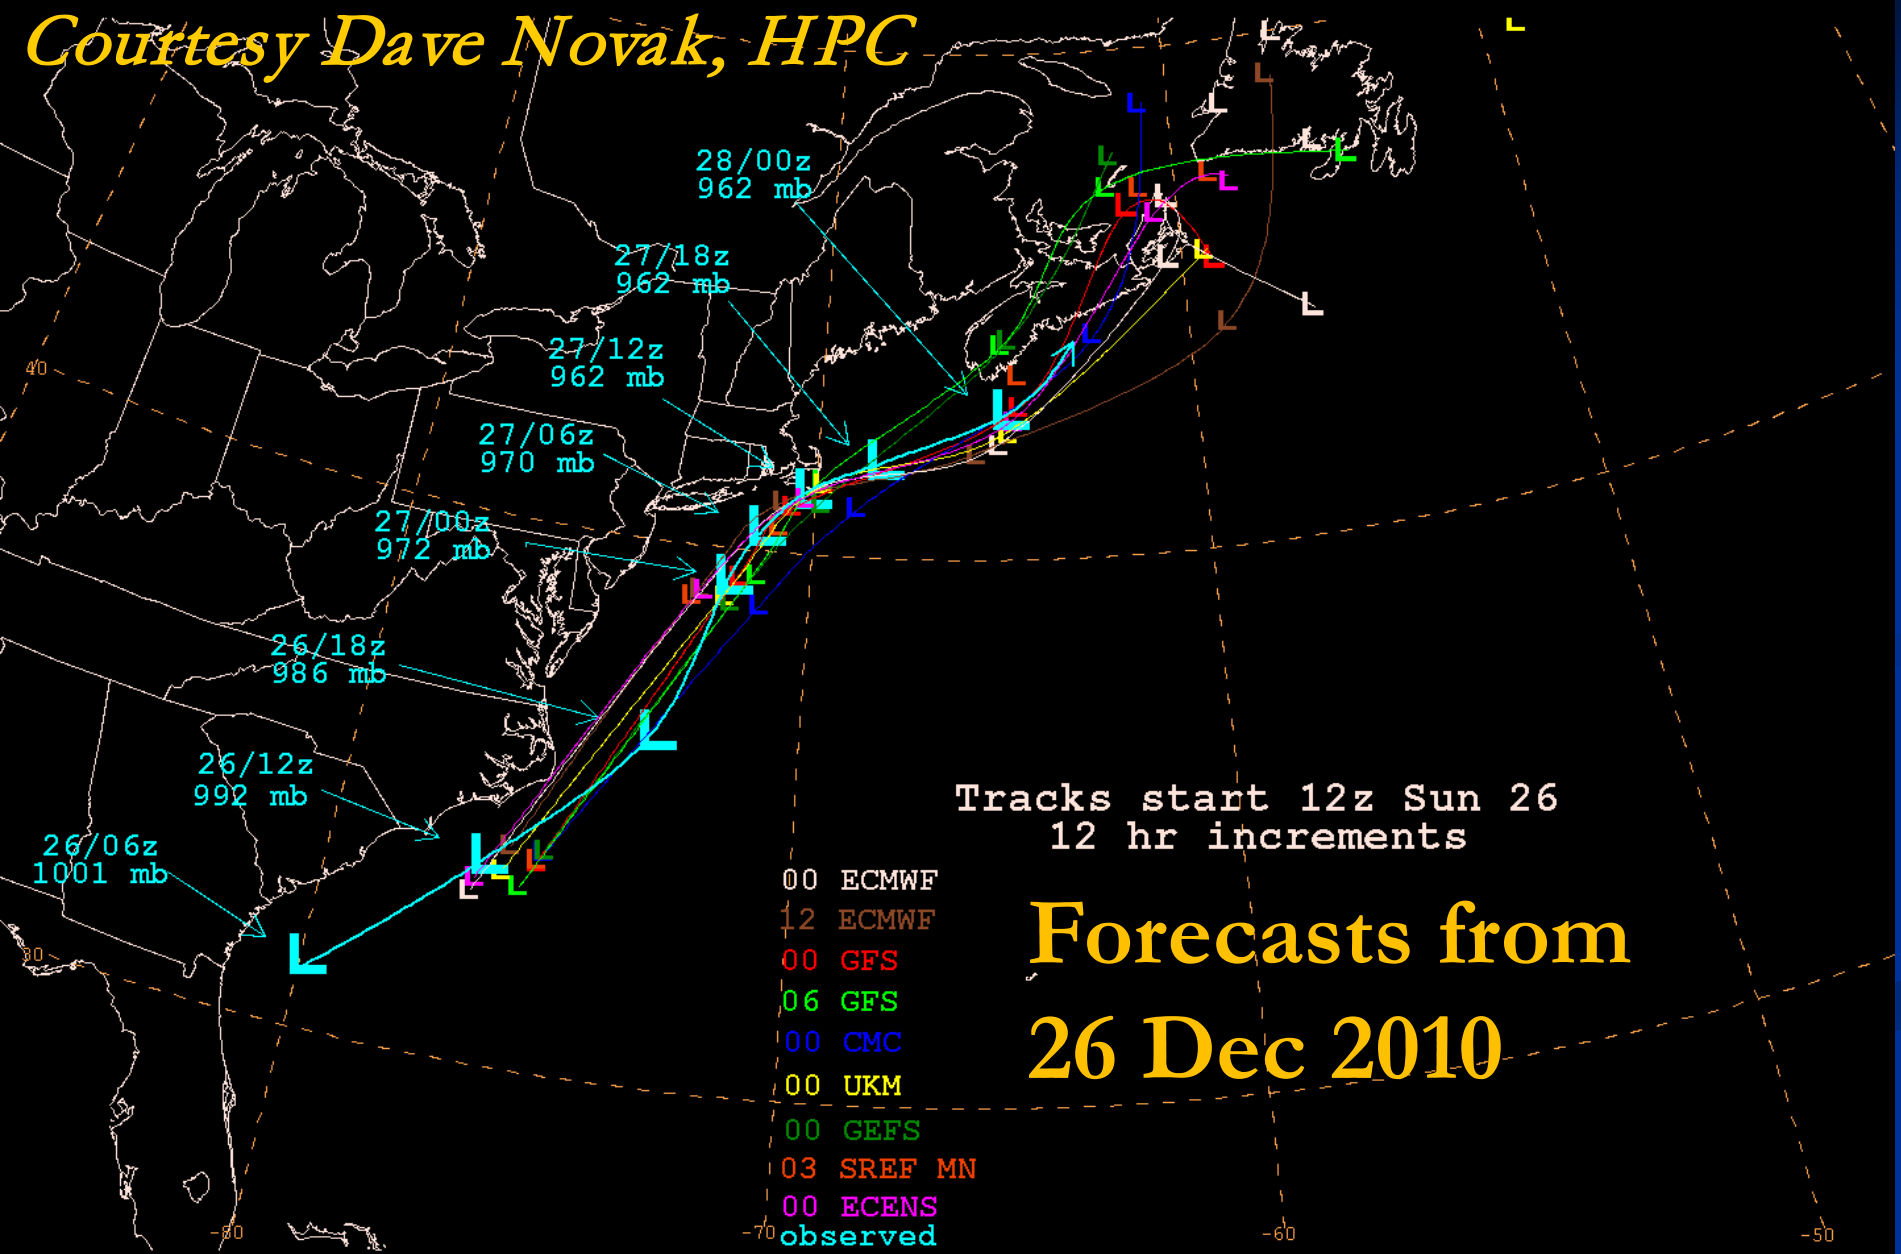 Courtesy Dave Novak, HPC
28/00z
962 mb
27/18z
962 mb
27/12z
962 mb
40
27/06z
970 mb
27/00z
972 mb
26/18z
986 mb
26/12z
992 mb
Tracks start 12z Sun 26
12 hr increments
26/06z
1001 mb
30
00 ECMWF
12 ECMWF
00 GFS
06 GFS
00 CMC
00 UKM
00 GEFS
03 SREF MN
00 ECENS
observed
Forecasts from
26 Dec 2010
-80
-70
-60
-50